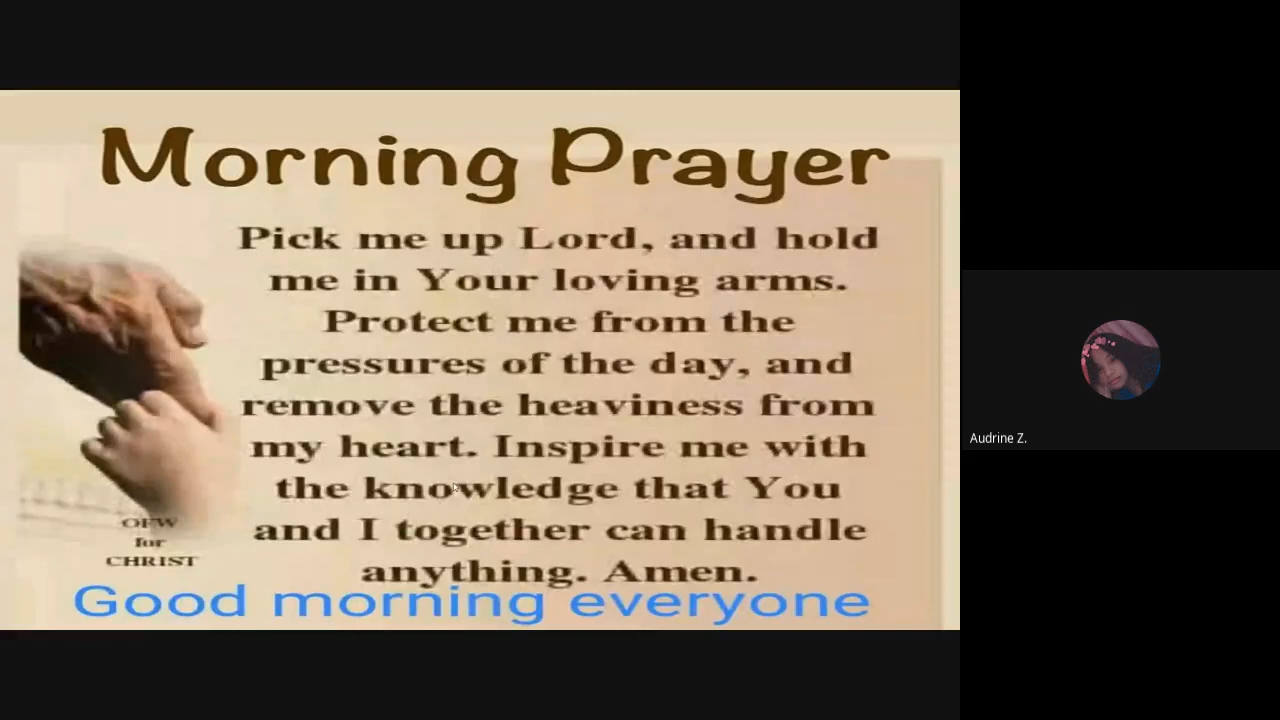 Morning Prayer
Pick me up Lord, and hold
me in Your loving arms.
Protect me from the
pressures of the day, and
remove the heaviness from
my heart. Inspire me with
the knowledge that You
and I together can handle
anything. Amen.
OFW
for
CHRIST
Good morning everyone
Audrine Z.